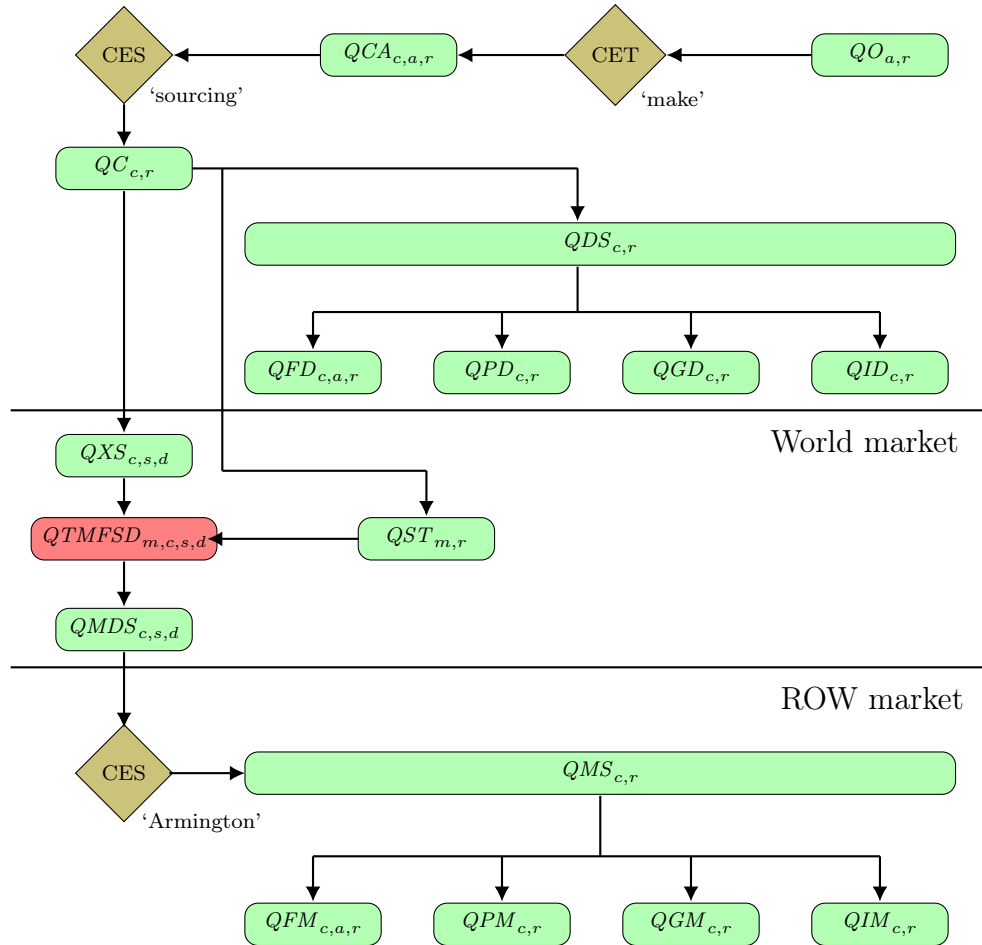 CES
QCA_{c,a,r}
CET
QO_{a,r}
‘sourcing’
‘make’
QC_{c,r}
QDS_{c,r}
QFD_{c,a,r}
QPD_{c,r}
QGD_{c,r}
QID_{c,r}
World market
QXS_{c,s,d}
QTMFSD_{m,c,s,d}
QST_{m,r}
QMDS_{c,s,d}
ROW market
CES
QMS_{c,r}
‘Armington’
QFM_{c,a,r}
QPM_{c,r}
QGM_{c,r}
QIM_{c,r}